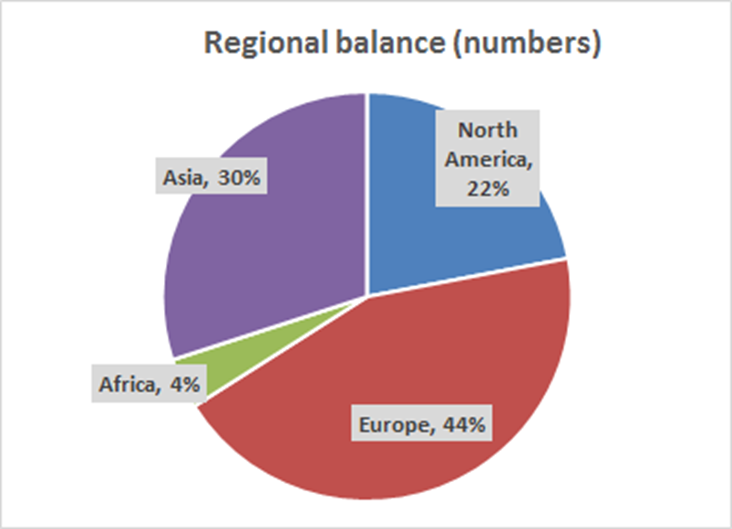 Regional balance (numbers)
North
America,
22%
Asia, 30%
Africa, 4%
Europe, 44%